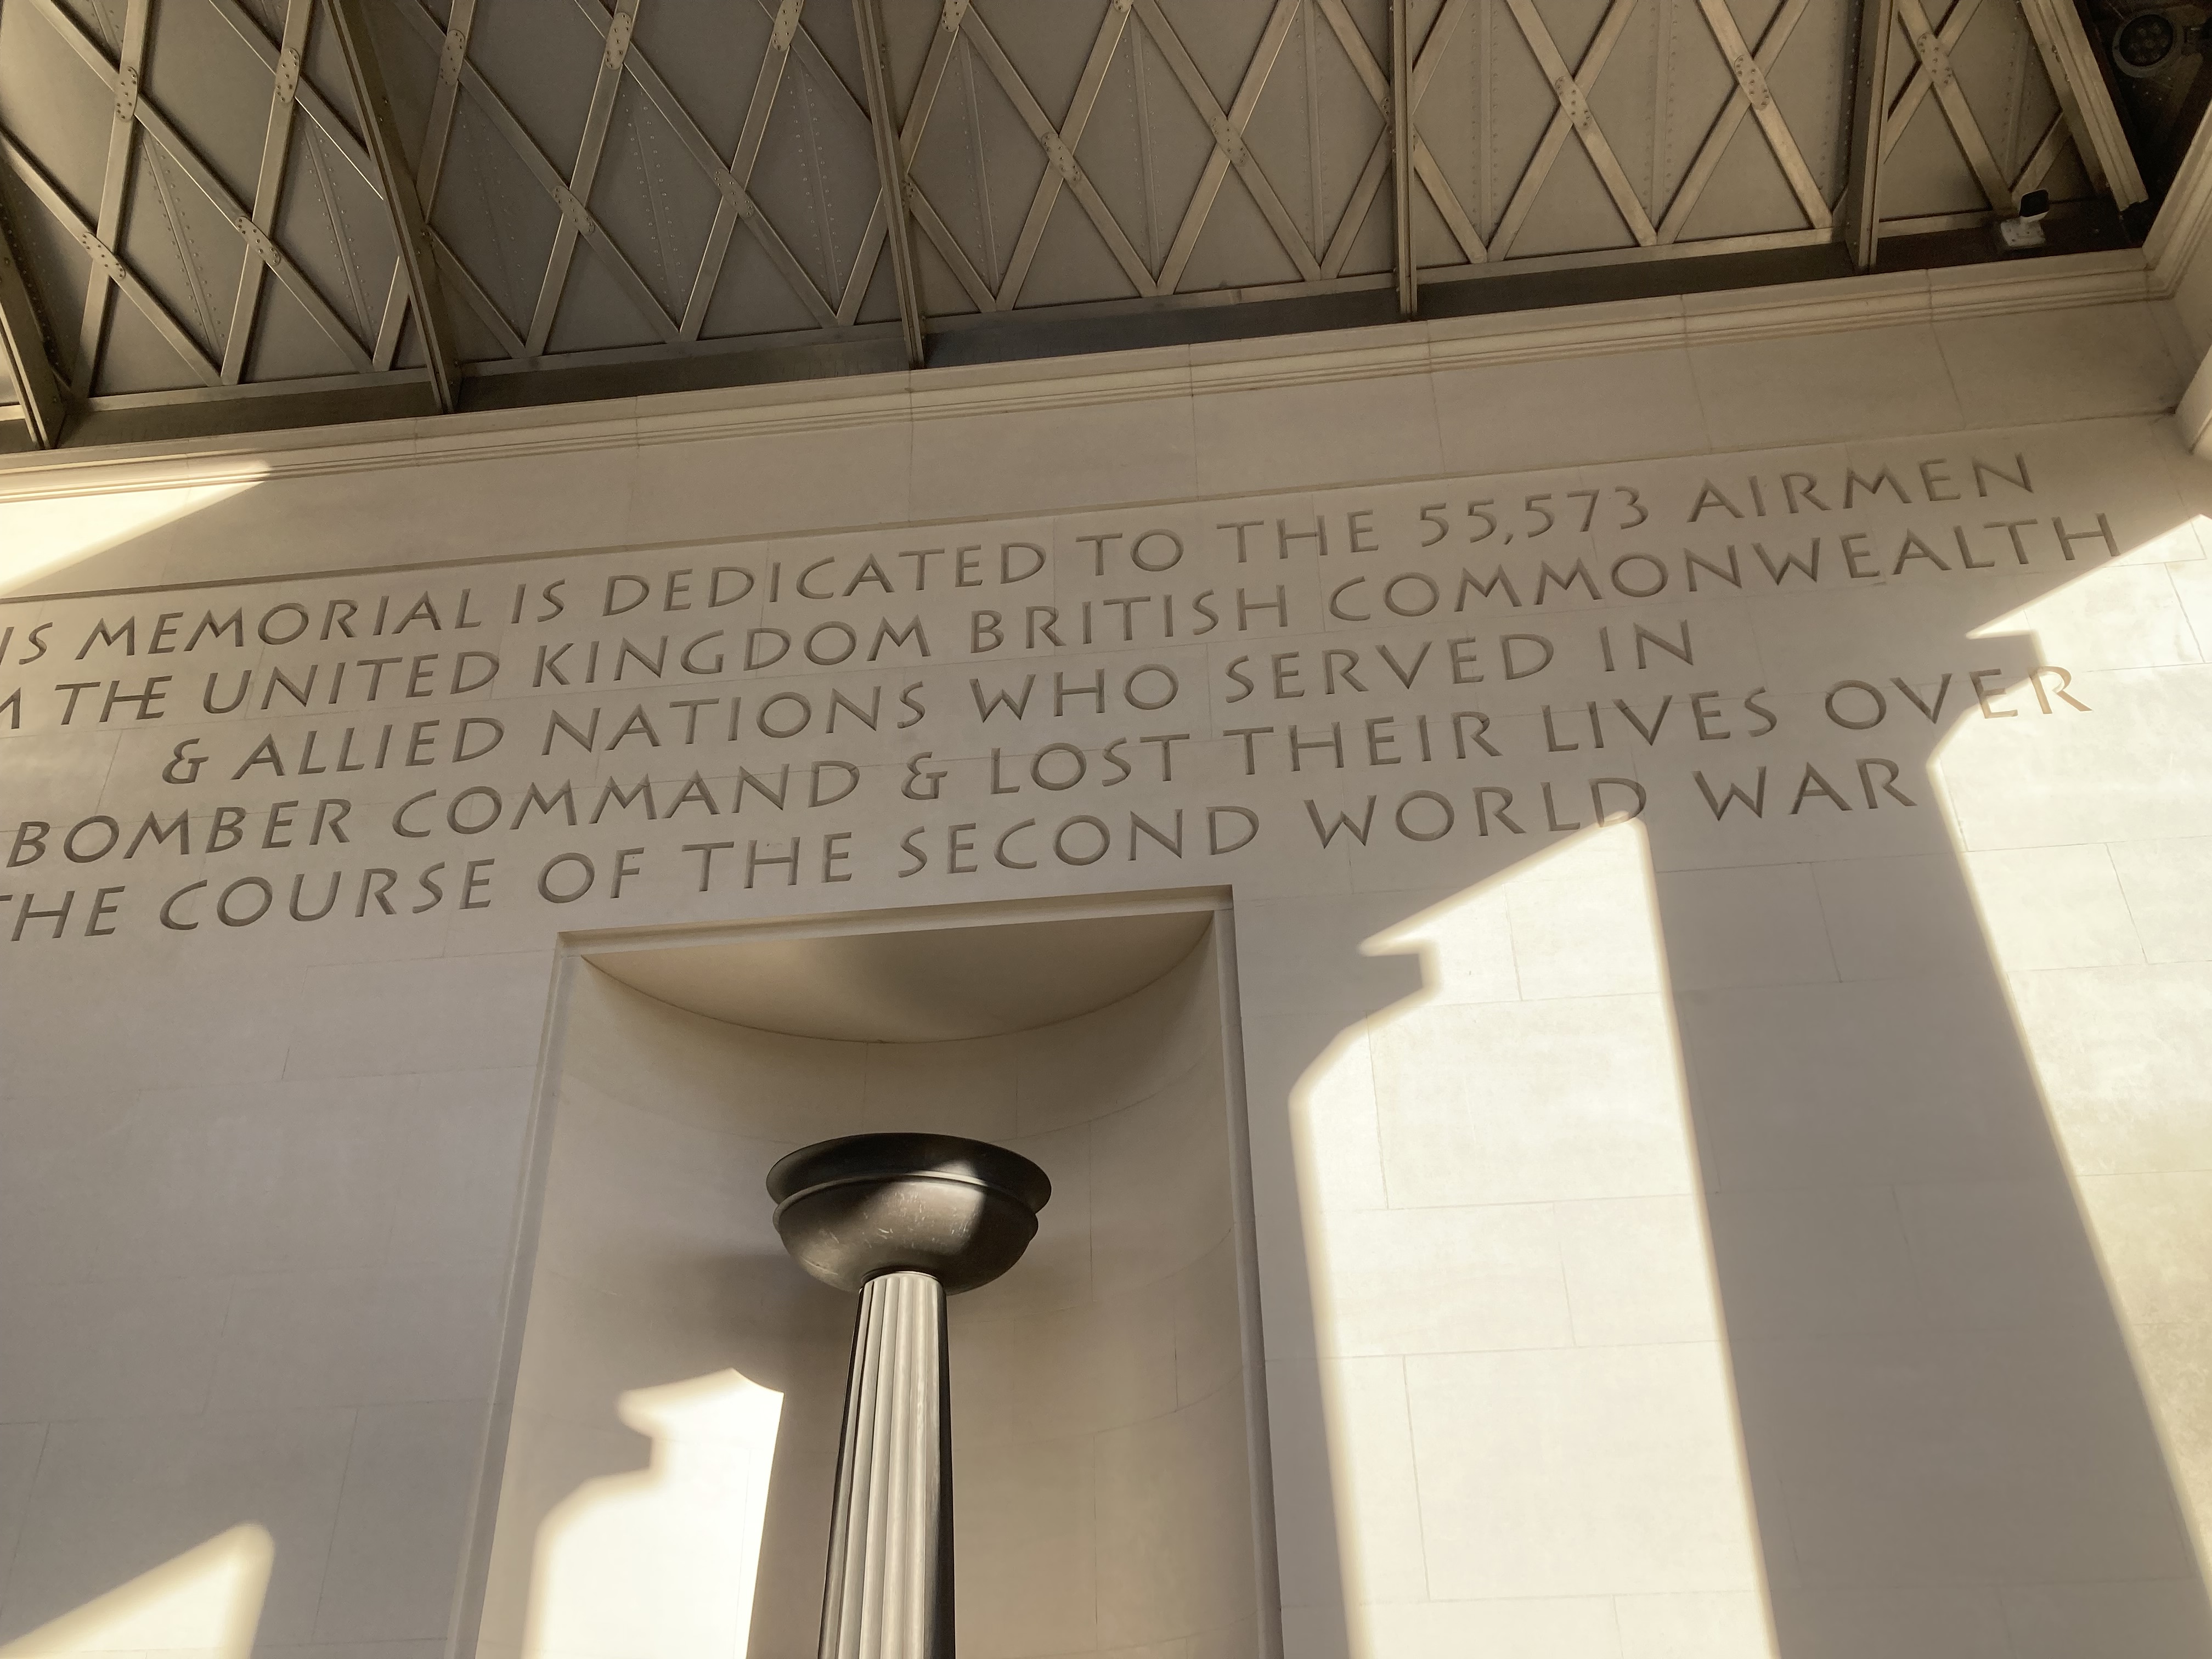 IS MEMORIAL IS DEDICATED TO THE 55,573 AIRMEN
M THE UNITED KINGDOM BRITISH COMMONWEALTH
& ALLIED NATIONS WHO SERVED IN
BOMBER COMMAND & LOST THEIR LIVES OVER
THE COURSE OF THE SECOND WORLD WAR